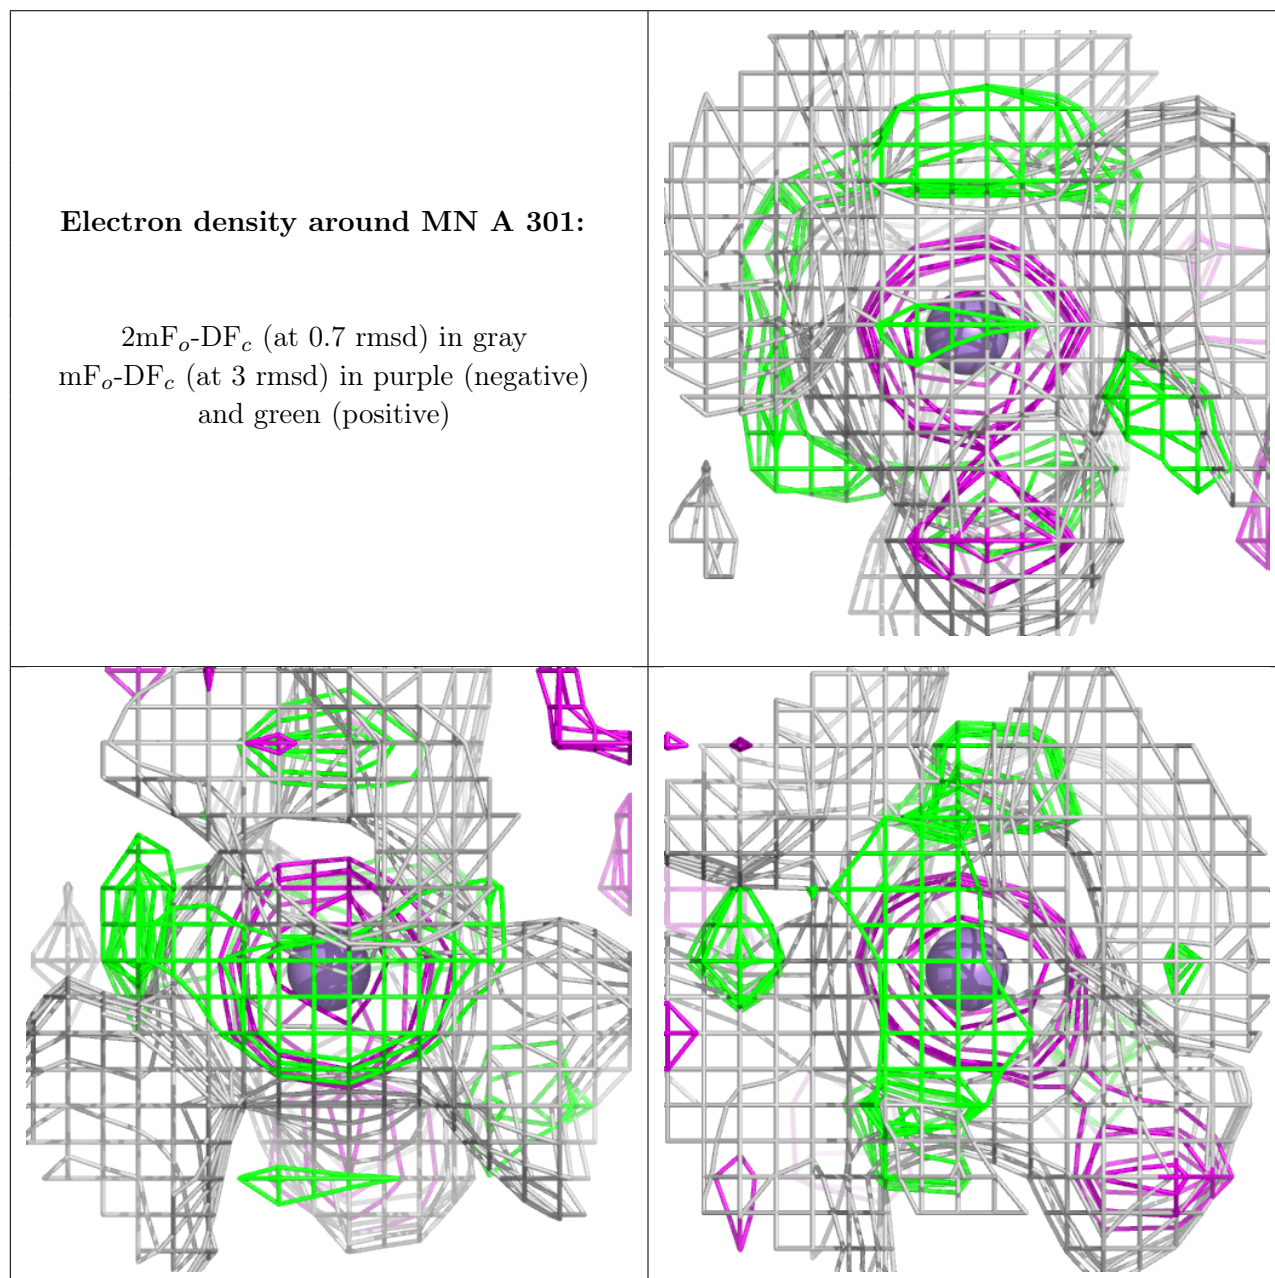 Electron density around MN A 301:
2mFo-DFc (at 0.7 rmsd) in gray
mFo-DFc (at 3 rmsd) in purple (negative)
and green (positive)